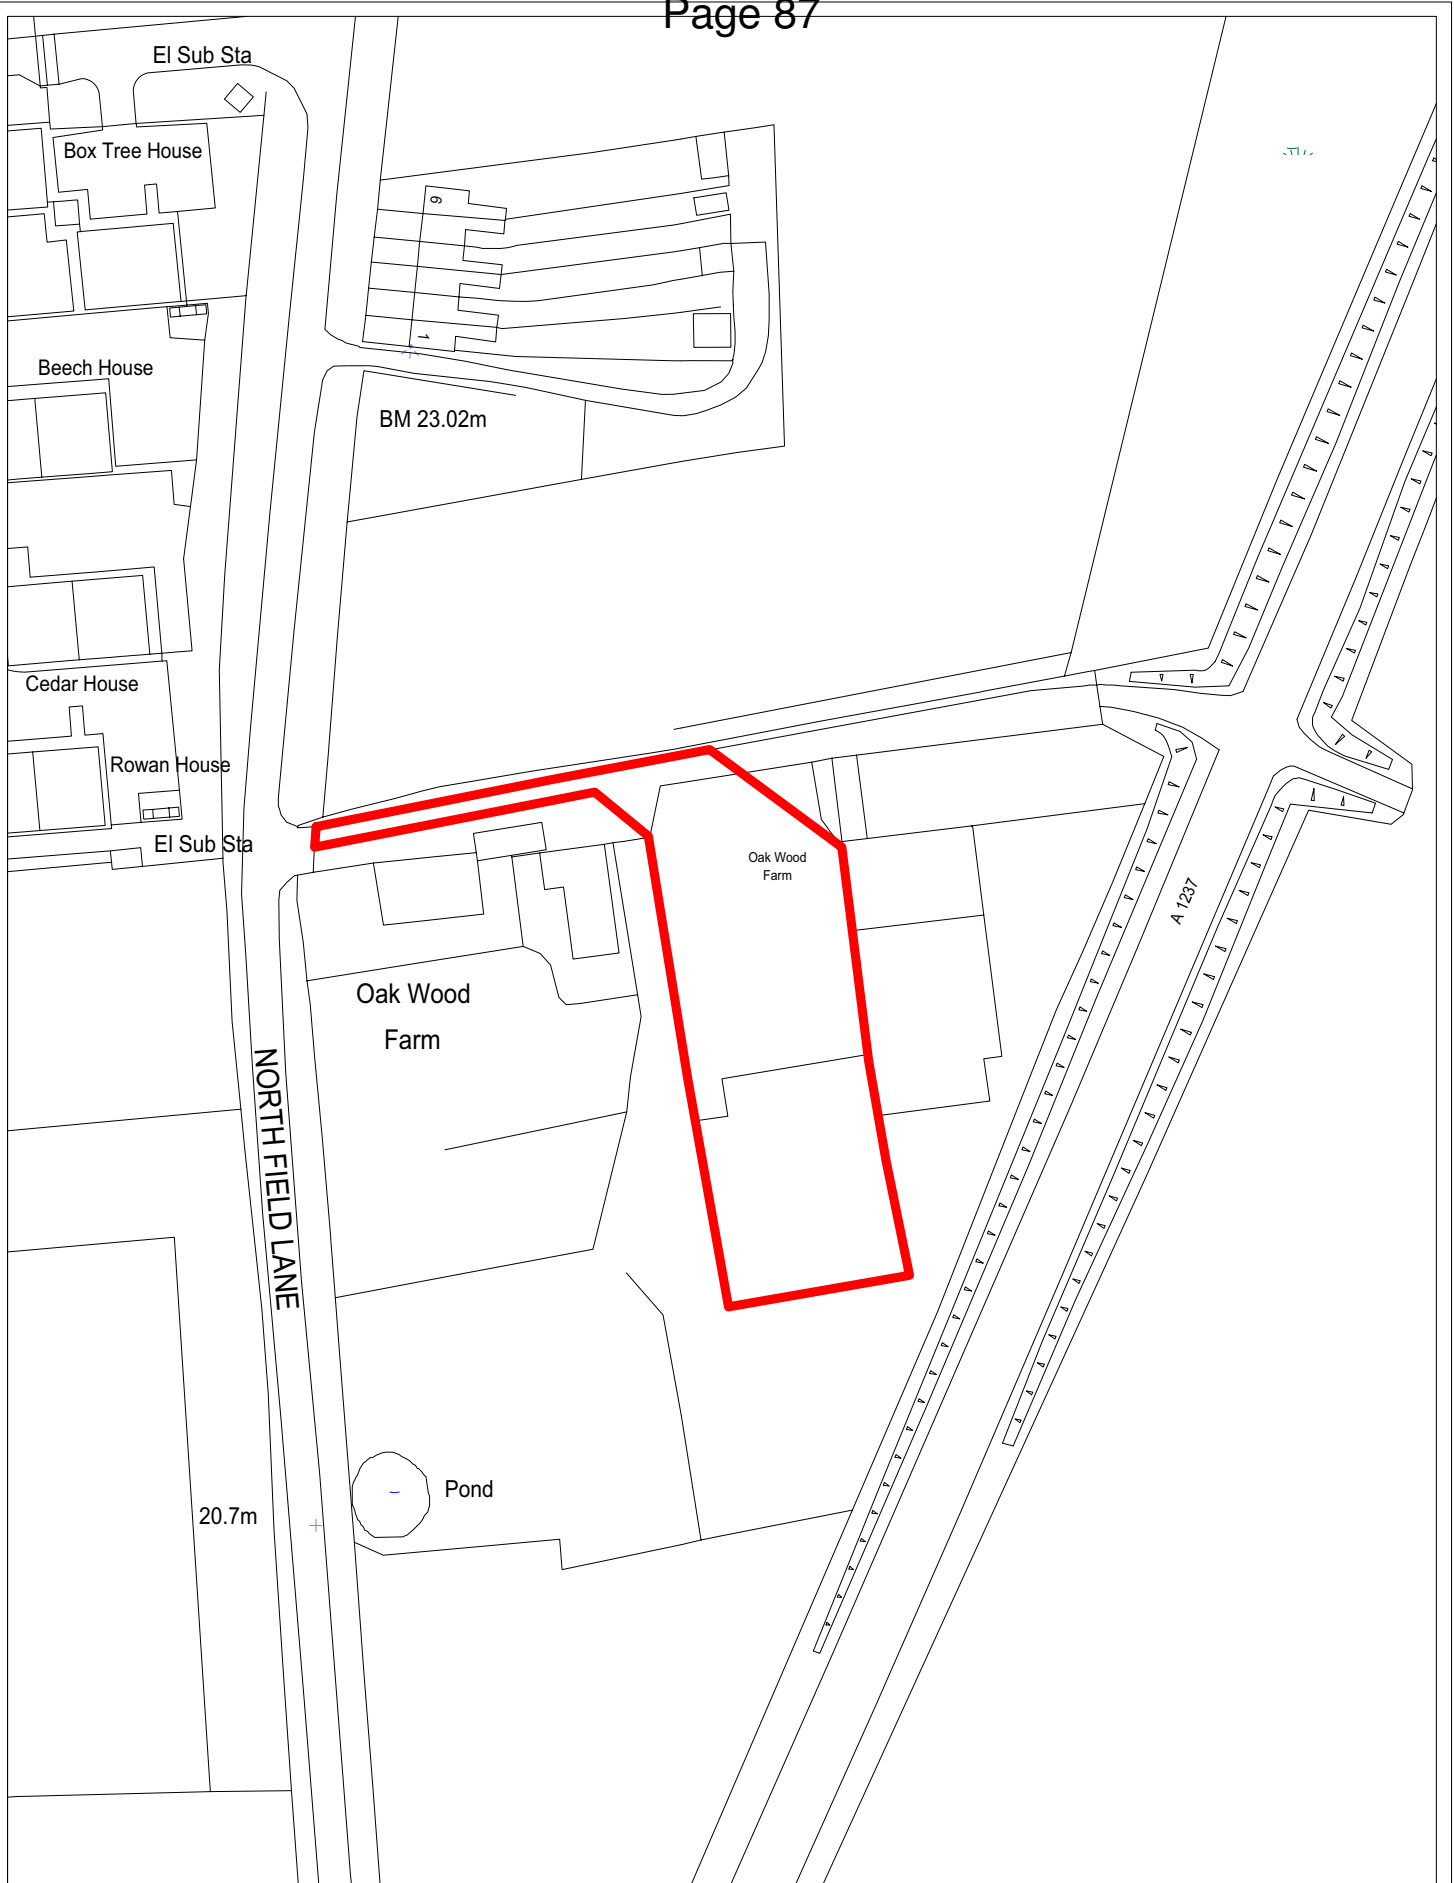 Page 87
El Sub Sta
Box Tree House
6
1
Beech House
BM 23.02m
Cedar House
Rowan House
El Sub Sta
Oak Wood
Farm
A 1237
Oak Wood
Farm
NORTH FIELD LANE
Pond
20.7m